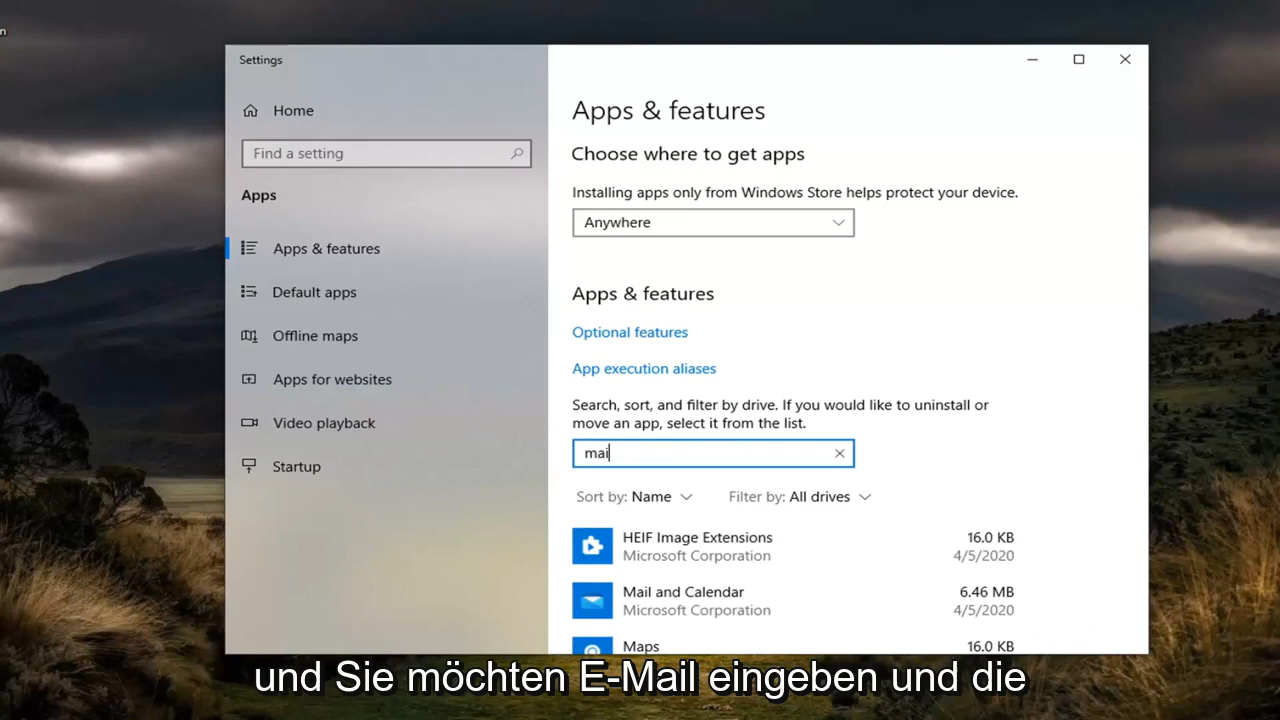 n
Settings
Home
Find a setting
Apps
Apps & features
Default apps
Offline maps
Apps for websites
Video playback
Startup
Apps & features
Choose where to get apps
Installing apps only from Windows Store helps protect your device.
Anywhere
Apps & features
Optional features
App execution aliases
Search, sort, and filter by drive. If you would like to uninstall or
move an app, select it from the list.
mai
Sort by: Name Filter by: All drives
HEIF Image Extensions 16.0 KB
Microsoft Corporation 4/5/2020
Mail and Calendar 6.46 MB
Microsoft Corporation 4/5/2020
Maps 16.0 KB
und Sie möchten E-Mail eingeben und die